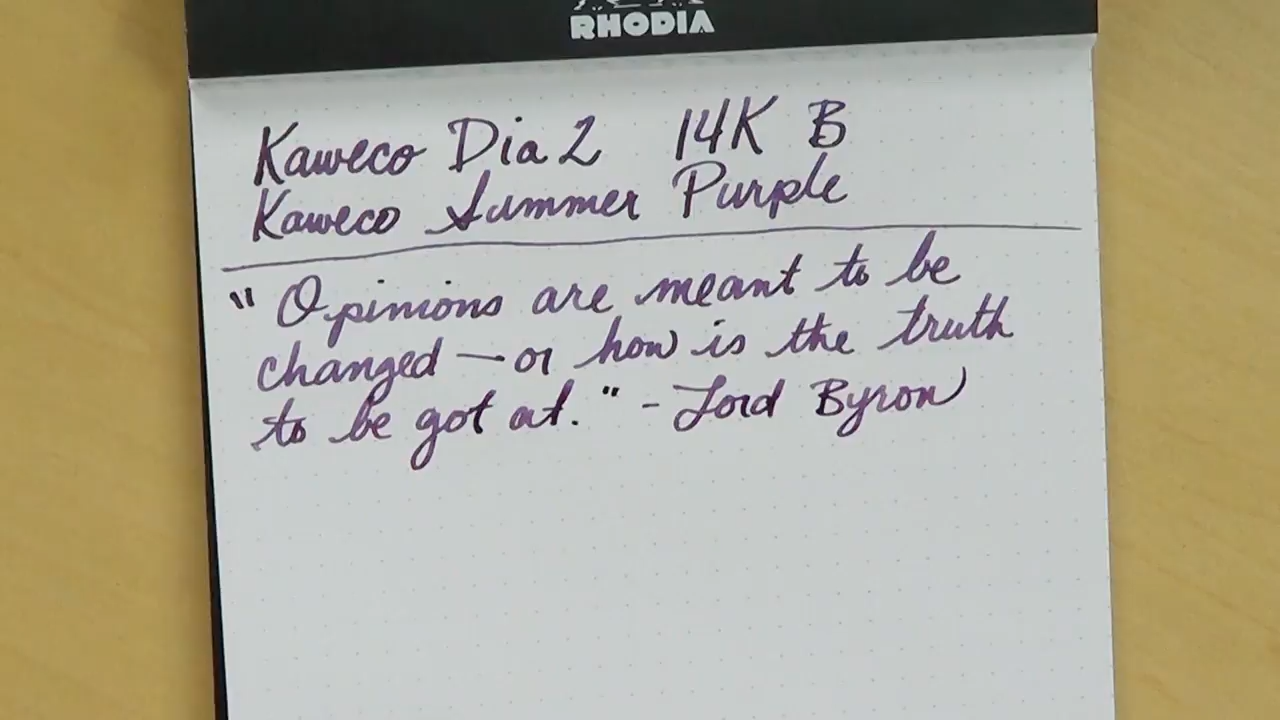 RHODIA
Kaweco Dia 2 14K B
Kaweco Summer Purple
"Opinions are meant to be
changed — or how is the truth
to be got at." - Lord Byron